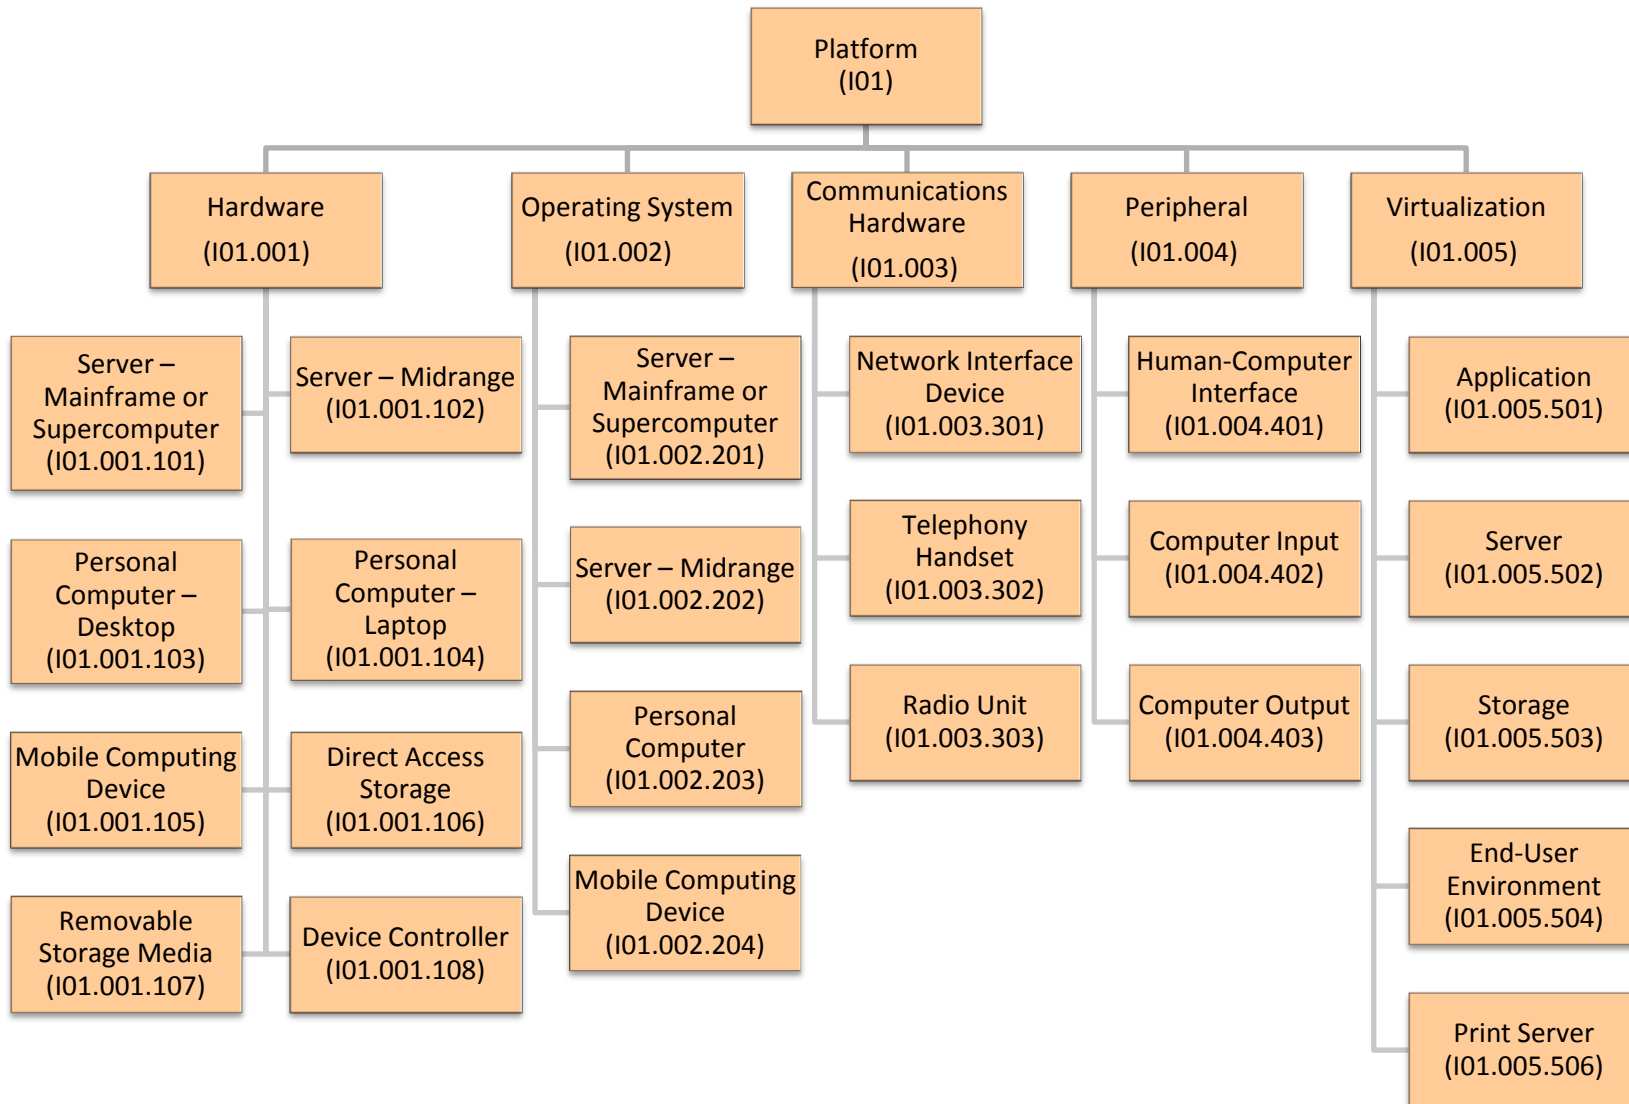 Platform
(I01)
Hardware
(I01.001)
Operating System
(I01.002)
Communications
Hardware
(I01.003)
Peripheral
(I01.004)
Virtualization
(I01.005)
Server –
Mainframe or
Supercomputer
(I01.001.101)
Server – Midrange
(I01.001.102)
Personal
Computer –
Desktop
(I01.001.103)
Personal
Computer –
Laptop
(I01.001.104)
Mobile Computing
Device
(I01.001.105)
Direct Access
Storage
(I01.001.106)
Removable
Storage Media
(I01.001.107)
Device Controller
(I01.001.108)
Server –
Mainframe or
Supercomputer
(I01.002.201)
Server – Midrange
(I01.002.202)
Personal
Computer
(I01.002.203)
Mobile Computing
Device
(I01.002.204)
Network Interface
Device
(I01.003.301)
Telephony
Handset
(I01.003.302)
Radio Unit
(I01.003.303)
Human-Computer
Interface
(I01.004.401)
Computer Input
(I01.004.402)
Computer Output
(I01.004.403)
Application
(I01.005.501)
Server
(I01.005.502)
Storage
(I01.005.503)
End-User
Environment
(I01.005.504)
Print Server
(I01.005.506)